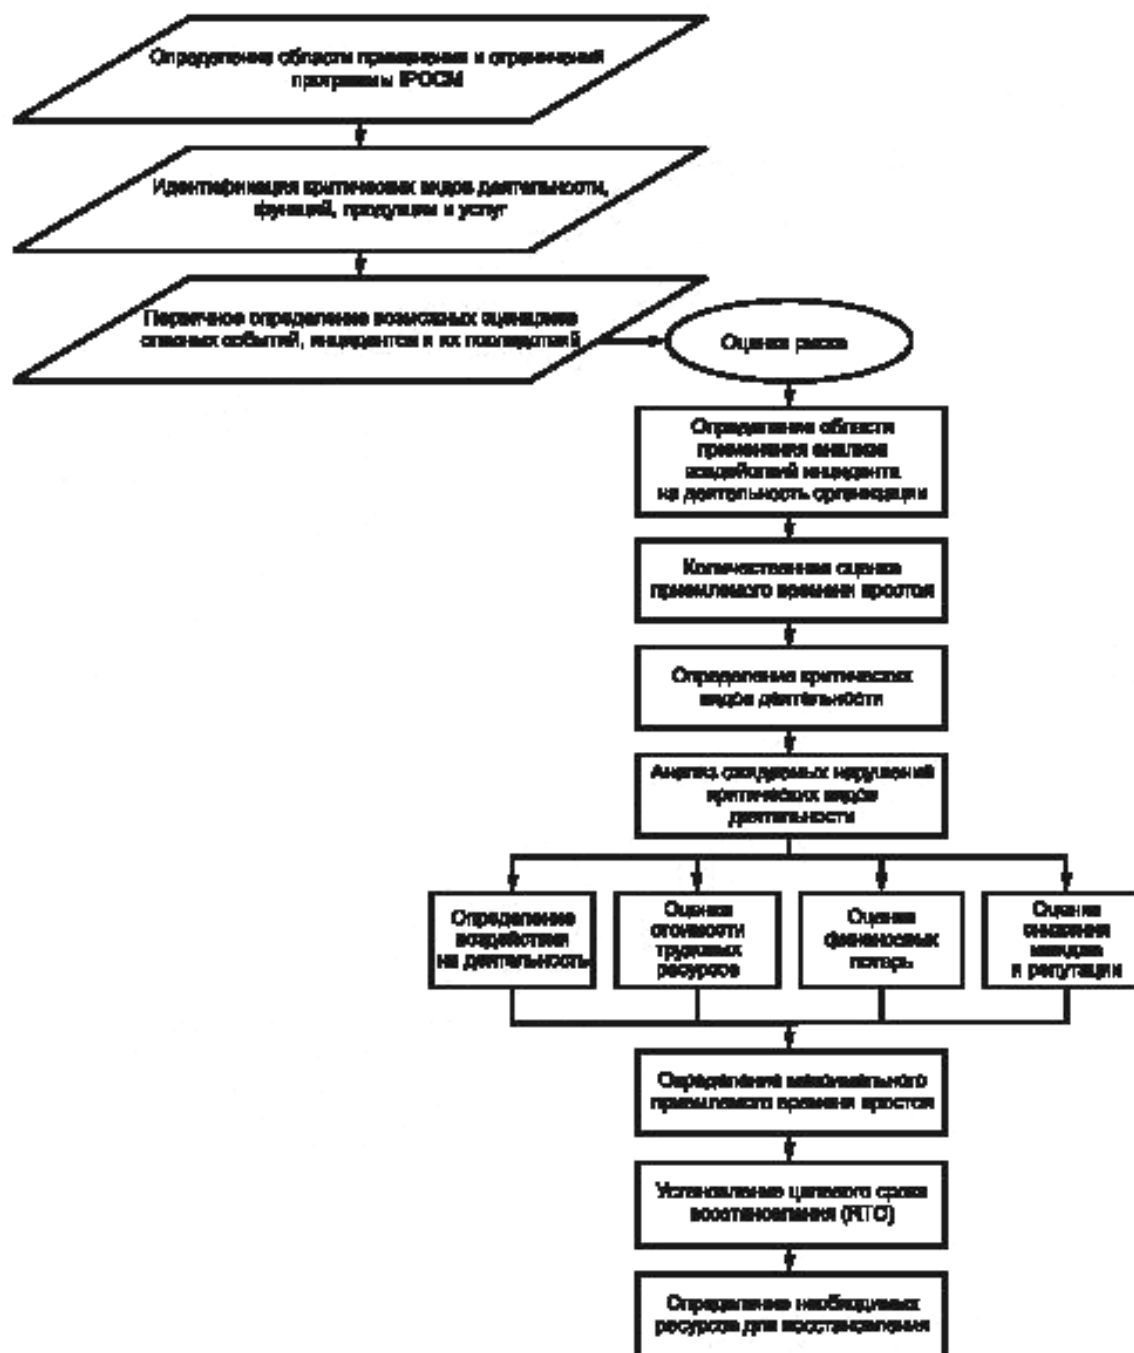 Определение области применения и ограничений
программы IPOCM
Идентификация критических видов деятельности,
функций, продукции и услуг
Первичное определение возможных сценариев
опасных событий, инцидентов и их последствий
Оценка риска
Определение области
применения анализа
воздействий инцидента
на деятельность организации
Количественная оценка
приемлемого времени простоя
Определение критических
видов деятельности
Анализ ожидаемых нарушений
критических видов
деятельности
Определение
воздействия
на деятельность
Оценка
стоимости
трудовых
ресурсов
Оценка
финансовых
потерь
Оценка
снижения
имиджа
и репутации
Определение максимального
приемлемого времени простоя
Установление целевого срока
восстановления (RTO)
Определение необходимых
ресурсов для восстановления